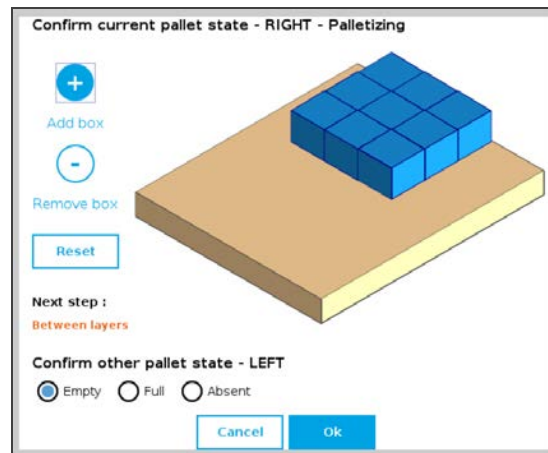 Confirm current pallet state - RIGHT - Palletizing
+
Add box
-
Remove box
Reset
Next step :
Between layers
Confirm other pallet state - LEFT
Empty Full Absent
Cancel Ok